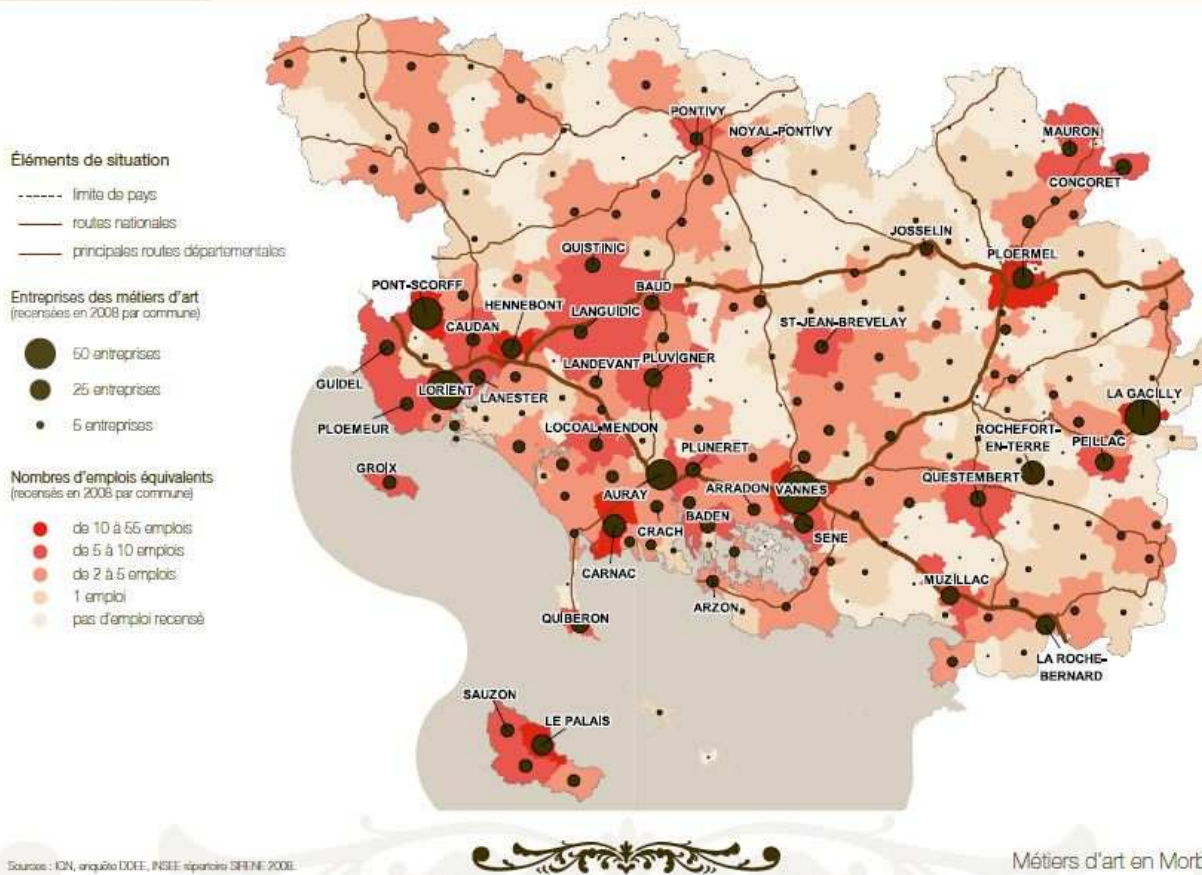 Éléments de situation
limite de pays
routes nationales
principales routes départementales
Entreprises des métiers d'art
(recensées en 2008 par commune)
50 entreprises
25 entreprises
5 entreprises
Nombres d'emplois équivalents
(recensés en 2008 par commune)
de 10 à 55 emplois
de 5 à 10 emplois
de 2 à 5 emplois
1 emploi
pas d'emploi recensé
PONTIVY
NOYAL-PONTIVY
MAURON
CONCORET
JOSSELIN
PLOERMEL
QUISTINIC
BAUD
PONT-SCORFF
HENNEBONT
LANGUIDIC
CAUDAN
ST-JEAN-BREVELAY
LANDEVANT
PLUVIGNER
GUIDEL
LORIENT
LANESTER
LA GACILLY
PLOEMEUR
LOCOAL-MENDON
ROCHEFORT-
EN-TERRE
PEILLAC
PLUNERET
GROIX
QUESTEMBERT
AURAY
ARRADON
VANNES
CRACH
BADEN
SENE
CARNAC
MUZILLAC
ARZON
QUIBERON
LA ROCHE-
BERNARD
SAUZON
LE PALAIS
Sources : IGN, enquête DDEE, INSEE répertoire SIRENE 2008.
Métiers d'art en Morb